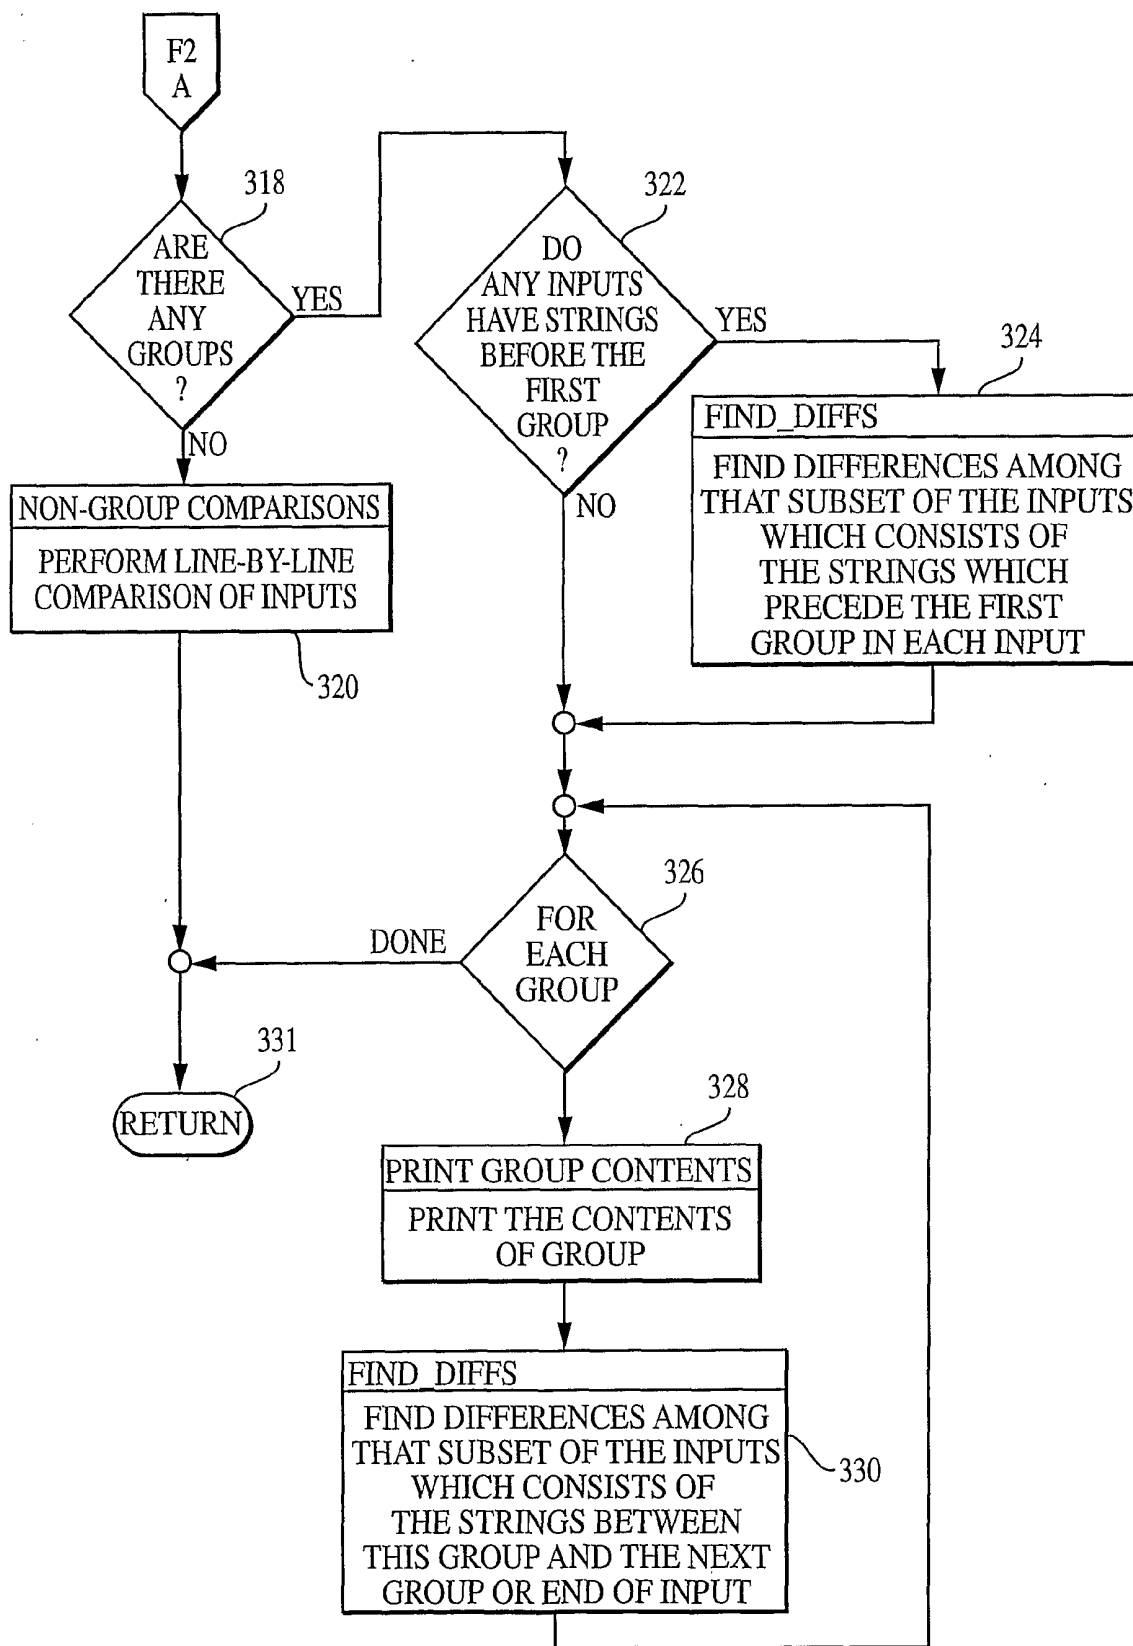 F2
A
318
ARE
THERE
ANY
GROUPS
?
YES
NO
322
DO
ANY INPUTS
HAVE STRINGS
BEFORE THE
FIRST
GROUP
?
YES
NO
324
FIND_DIFFS
FIND DIFFERENCES AMONG
THAT SUBSET OF THE INPUTS
WHICH CONSISTS OF
THE STRINGS WHICH
PRECEDE THE FIRST
GROUP IN EACH INPUT
NON-GROUP COMPARISONS
PERFORM LINE-BY-LINE
COMPARISON OF INPUTS
320
326
FOR
EACH
GROUP
DONE
331
RETURN
328
PRINT GROUP CONTENTS
PRINT THE CONTENTS
OF GROUP
FIND_DIFFS
FIND DIFFERENCES AMONG
THAT SUBSET OF THE INPUTS
WHICH CONSISTS OF
THE STRINGS BETWEEN
THIS GROUP AND THE NEXT
GROUP OR END OF INPUT
330